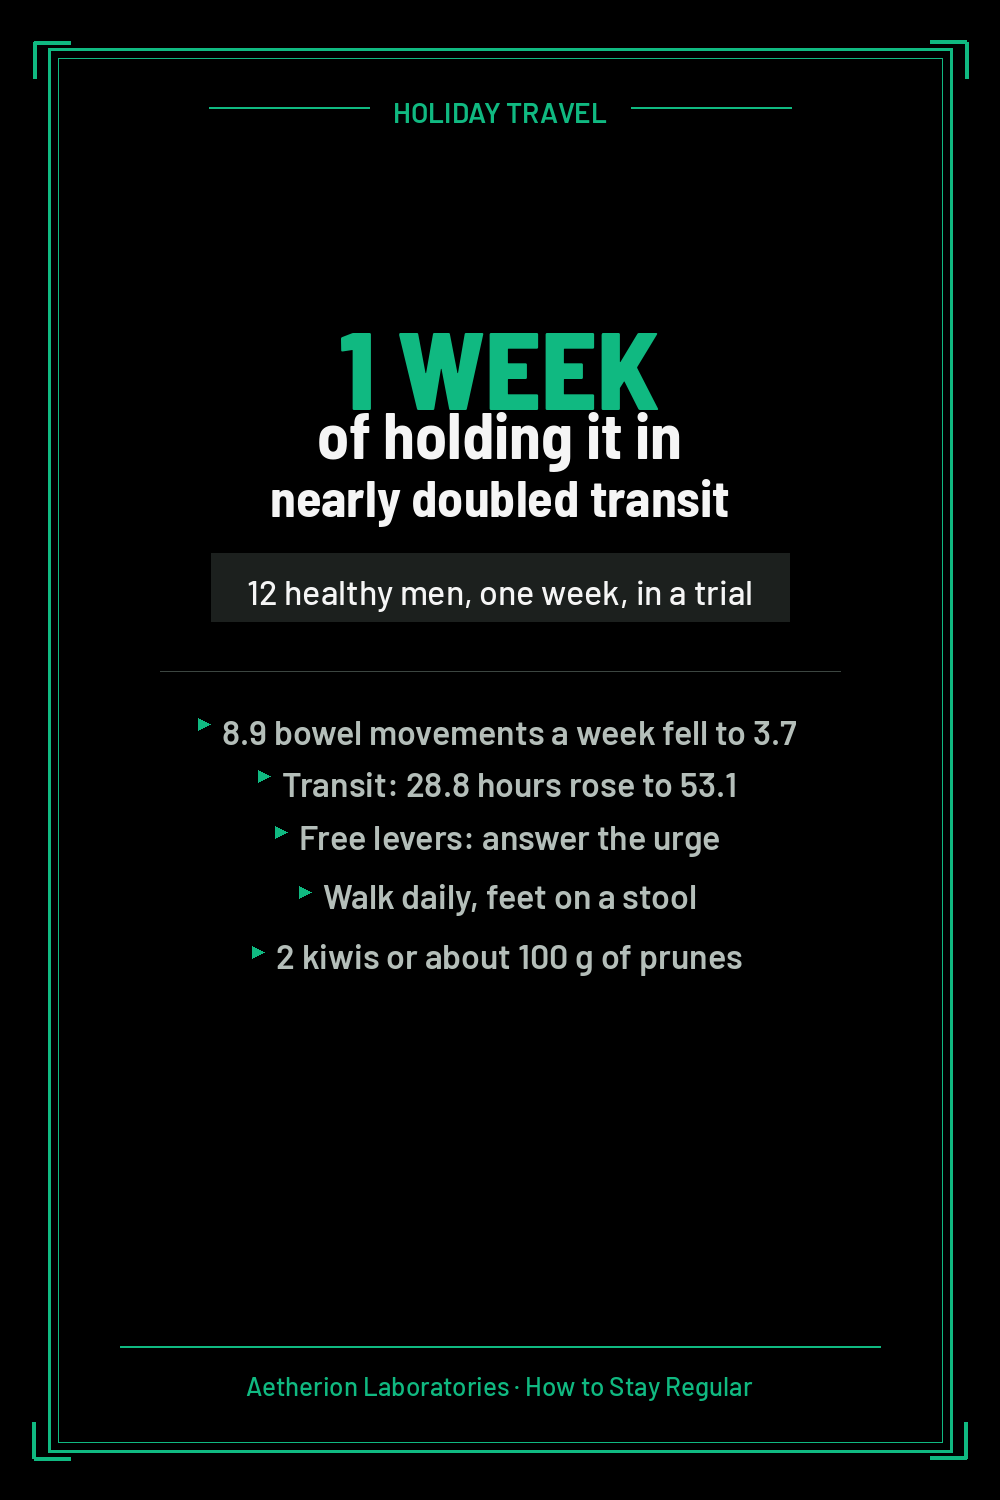 HOLIDAY TRAVEL
1 WEEK
of holding it in
nearly doubled transit
12 healthy men, one week, in a trial
8.9 bowel movements a week fell to 3.7
Transit: 28.8 hours rose to 53.1
Free levers: answer the urge
Walk daily, feet on a stool
2 kiwis or about 100 g of prunes
Aetherion Laboratories · How to Stay Regular